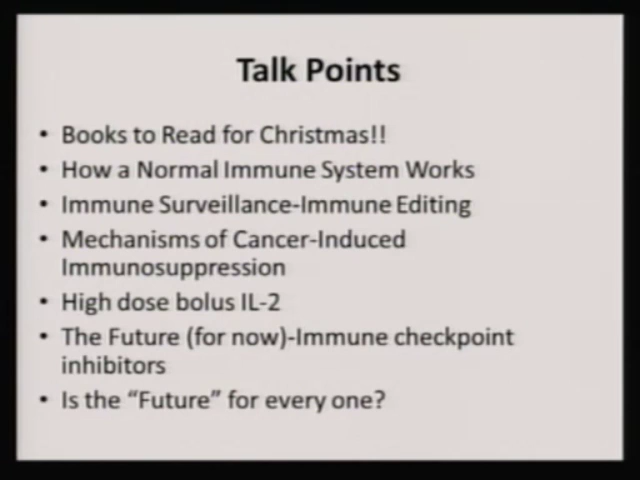 Talk Points
• Books to Read for Christmas!!
• How a Normal Immune System Works
• Immune Surveillance-Immune Editing
• Mechanisms of Cancer-Induced
Immunosuppression
• High dose bolus IL-2
• The Future (for now)-Immune checkpoint
inhibitors
• Is the “Future” for every one?